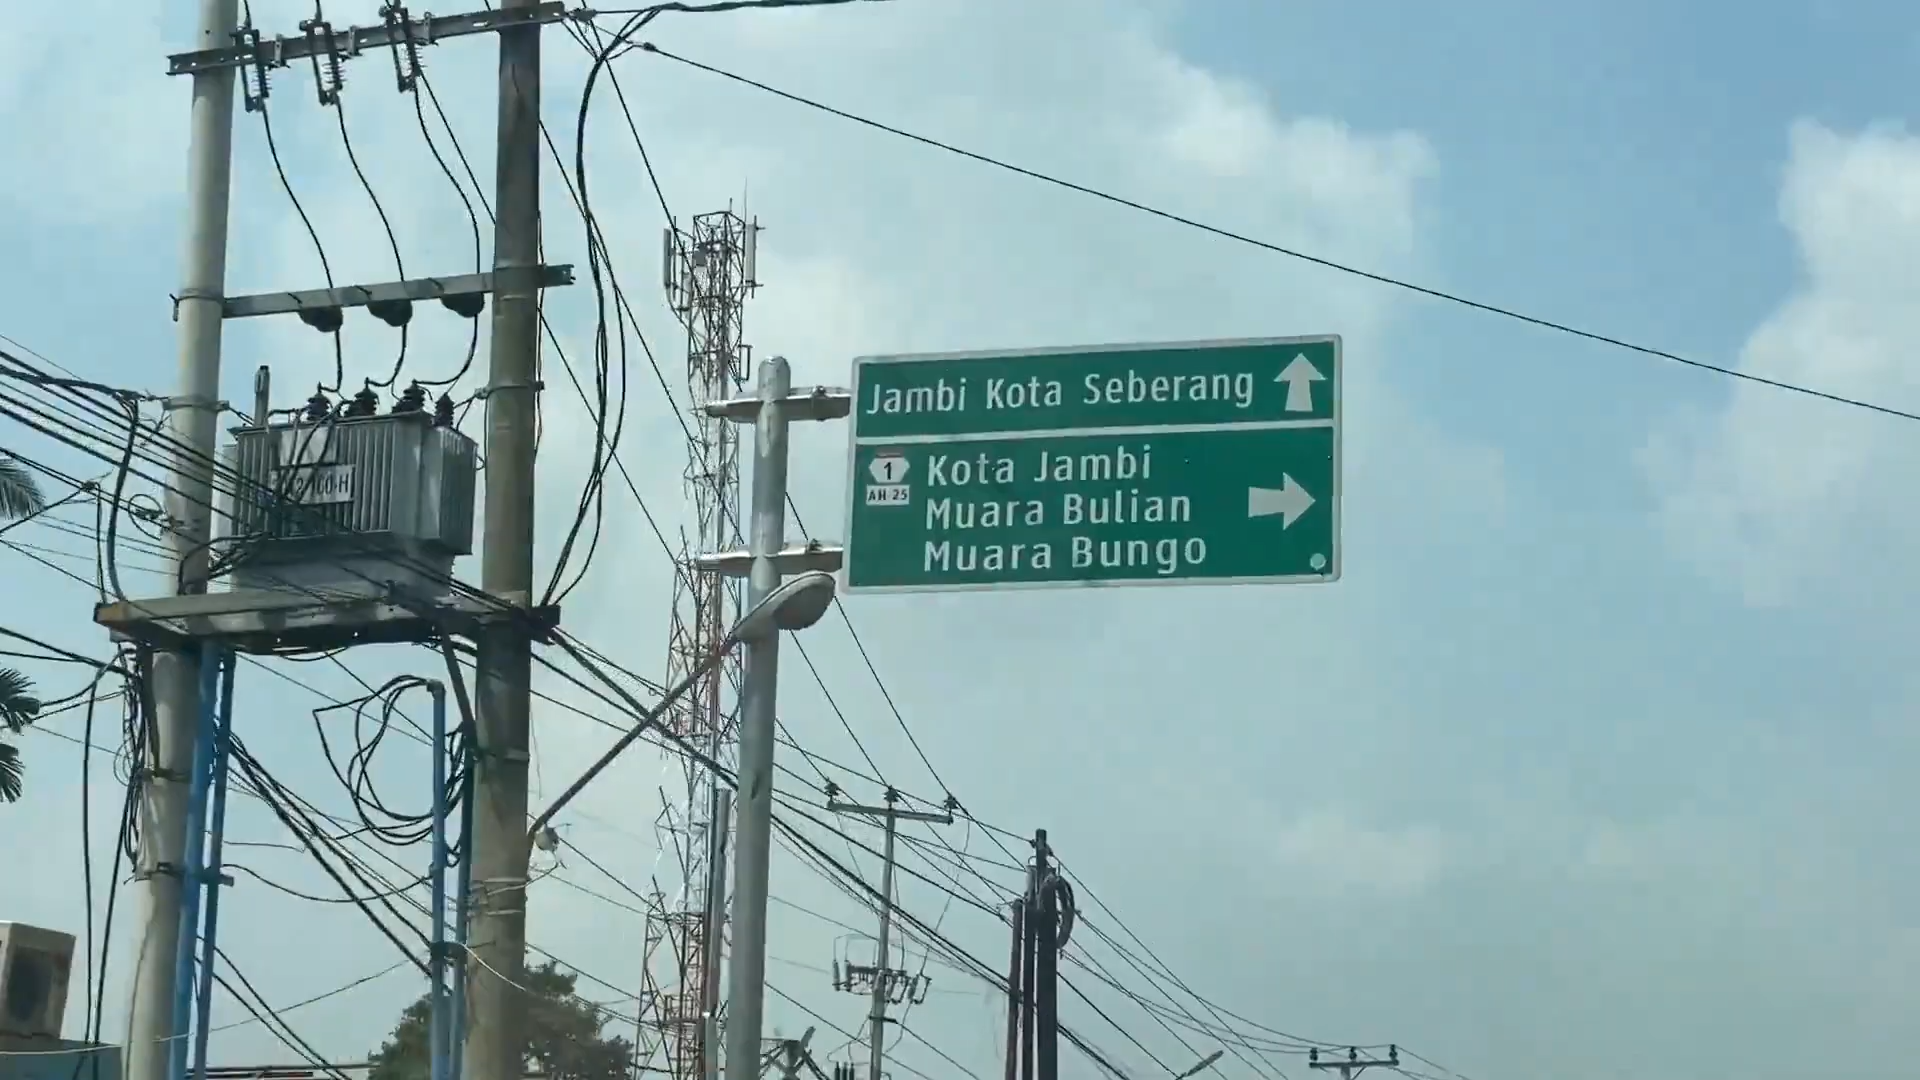 Jambi Kota Seberang
1
AH-25
Kota Jambi
Muara Bulian
Muara Bungo